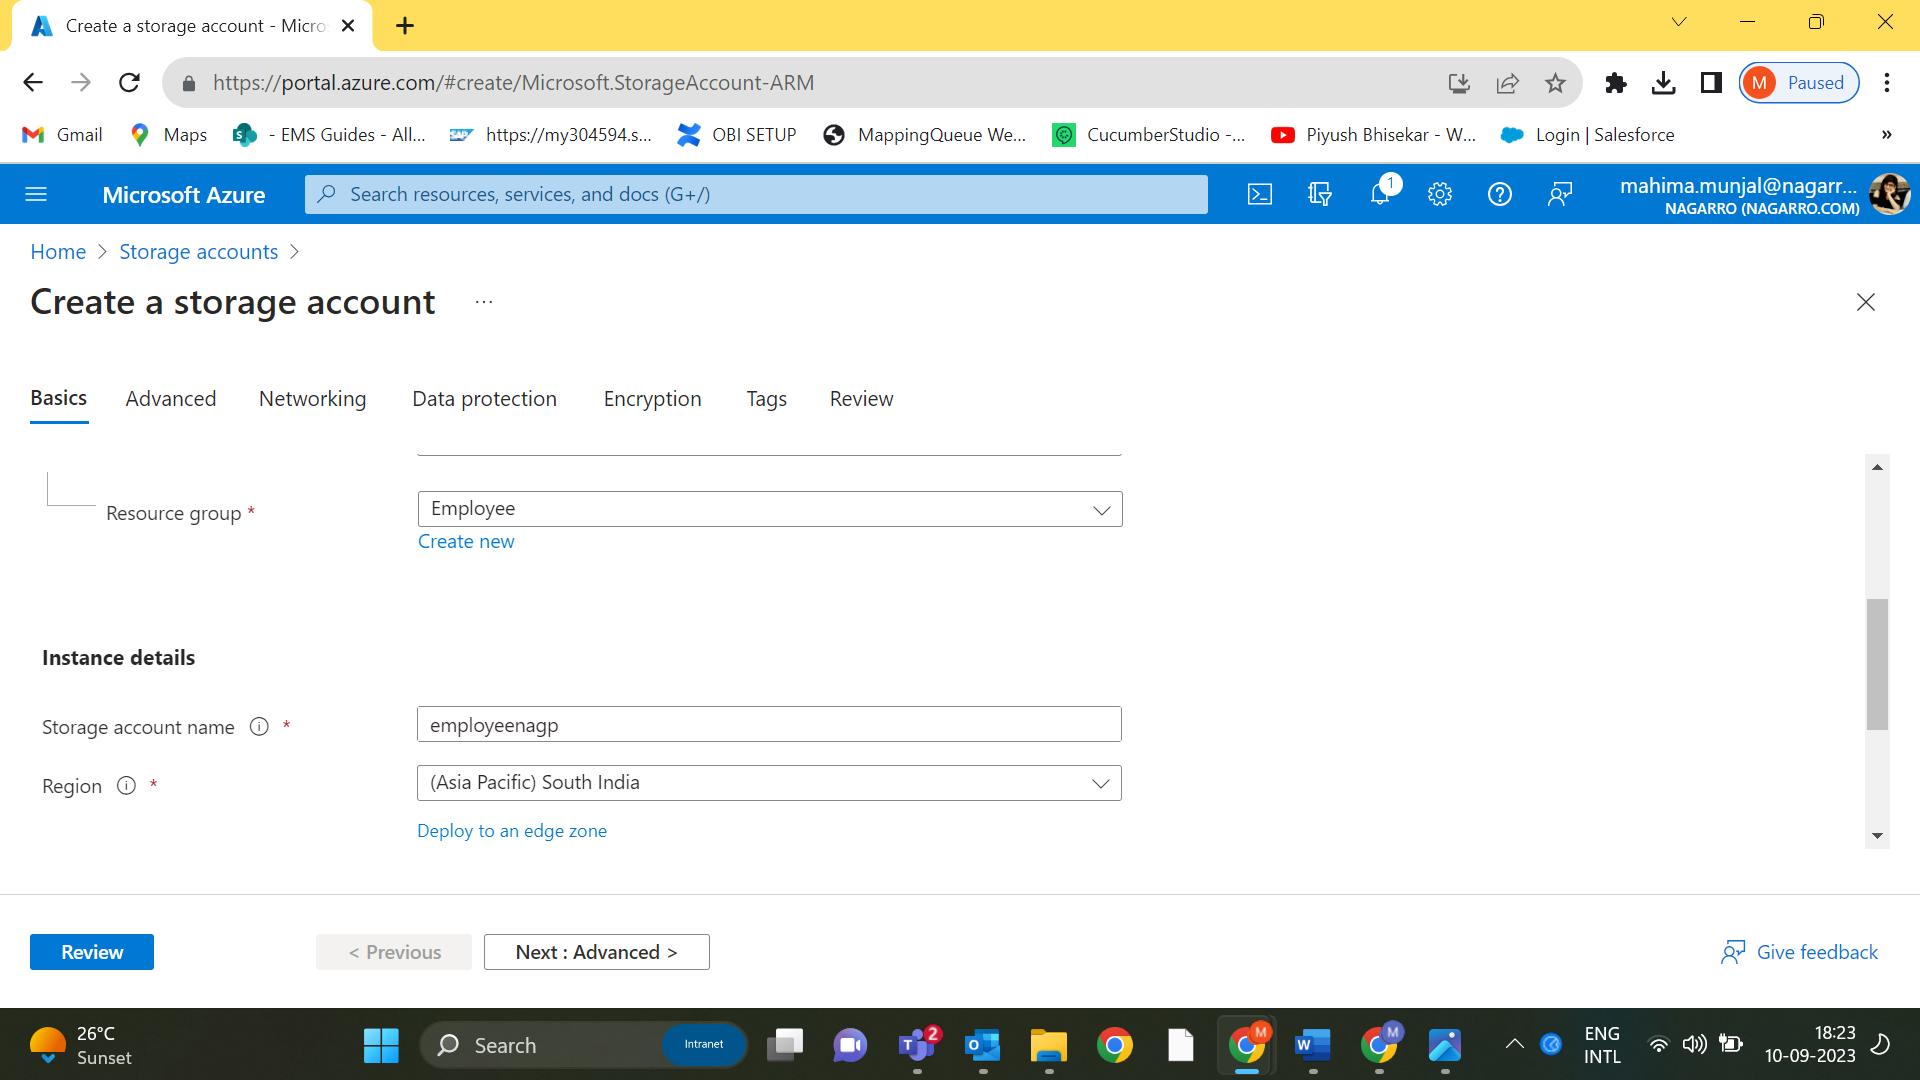 Create a storage account - Micro
https://portal.azure.com/#create/Microsoft.StorageAccount-ARM
M Paused
Gmail Maps - EMS Guides - All... https://my304594.s... OBI SETUP MappingQueue We... CucumberStudio -... Piyush Bhisekar - W... Login | Salesforce »
Microsoft Azure
Search resources, services, and docs (G+/)
1
mahima.munjal@nagarr...
NAGARRO (NAGARRO.COM)
Home > Storage accounts >
Create a storage account ...
Basics Advanced Networking Data protection Encryption Tags Review
Resource group * Employee
Create new
Instance details
Storage account name * employeenagp
Region * (Asia Pacific) South India
Deploy to an edge zone
Review < Previous Next : Advanced > Give feedback
26°C
Sunset
Search Intranet
2
M
M
ENG
INTL
18:23
10-09-2023